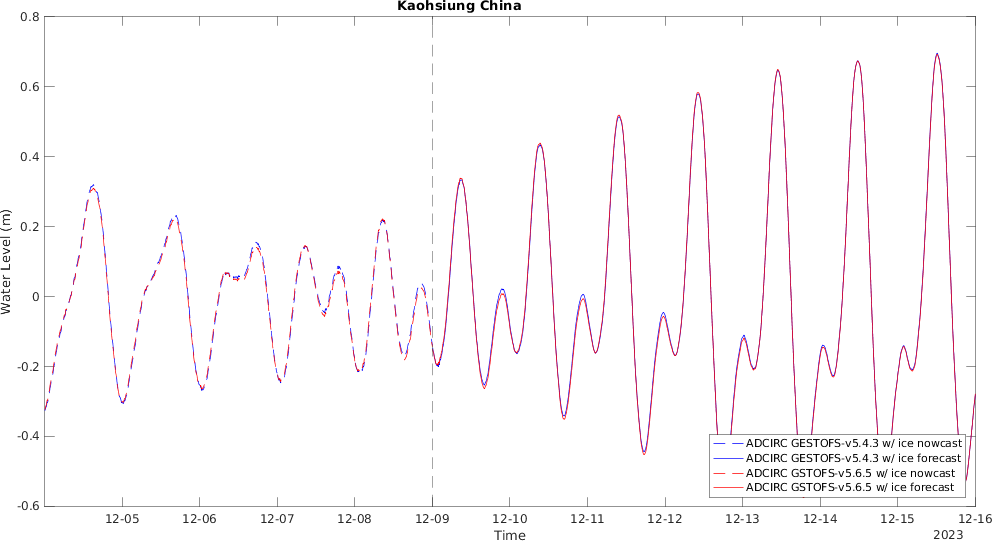 Kaohsiung China
0.8
0.6
0.4
0.2
0
-0.2
-0.4
-0.6
Water Level (m)
ADCIRC GESTOFS-v5.4.3 w/ ice nowcast
ADCIRC GESTOFS-v5.4.3 w/ ice forecast
ADCIRC GSTOFS-v5.6.5 w/ ice nowcast
ADCIRC GSTOFS-v5.6.5 w/ ice forecast
12-05 12-06 12-07 12-08 12-09 12-10 12-11 12-12 12-13 12-14 12-15 12-16
Time
2023